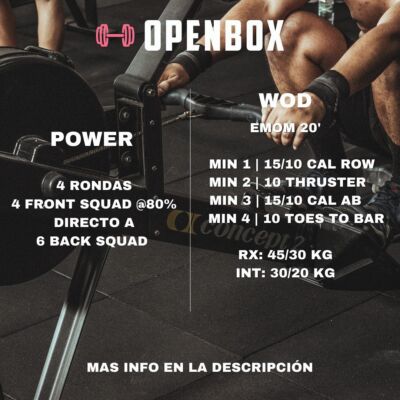 OPENBOX
POWER
4 RONDAS
4 FRONT SQUAD @80%
DIRECTO A
6 BACK SQUAD
WOD
EMOM 20'
MIN 1 | 15/10 CAL ROW
MIN 2 | 10 THRUSTER
MIN 3 | 15/10 CAL AB
MIN 4 | 10 TOES TO BAR
RX: 45/30 KG
INT: 30/20 KG
concept 2
MAS INFO EN LA DESCRIPCIÓN